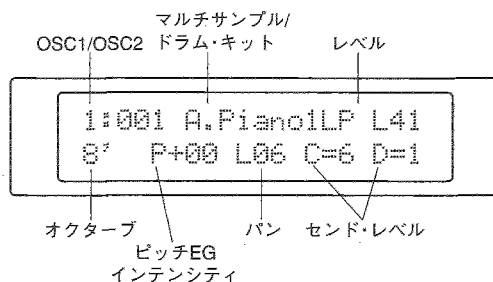 マルチサンプル/
OSC1/OSC2 ドラム・キット レベル
1:001 A.Piano1LP L41
8' P+00 L06 C=6 D=1
オクターブ パン センド・レベル
ピッチEG
インテンシティ